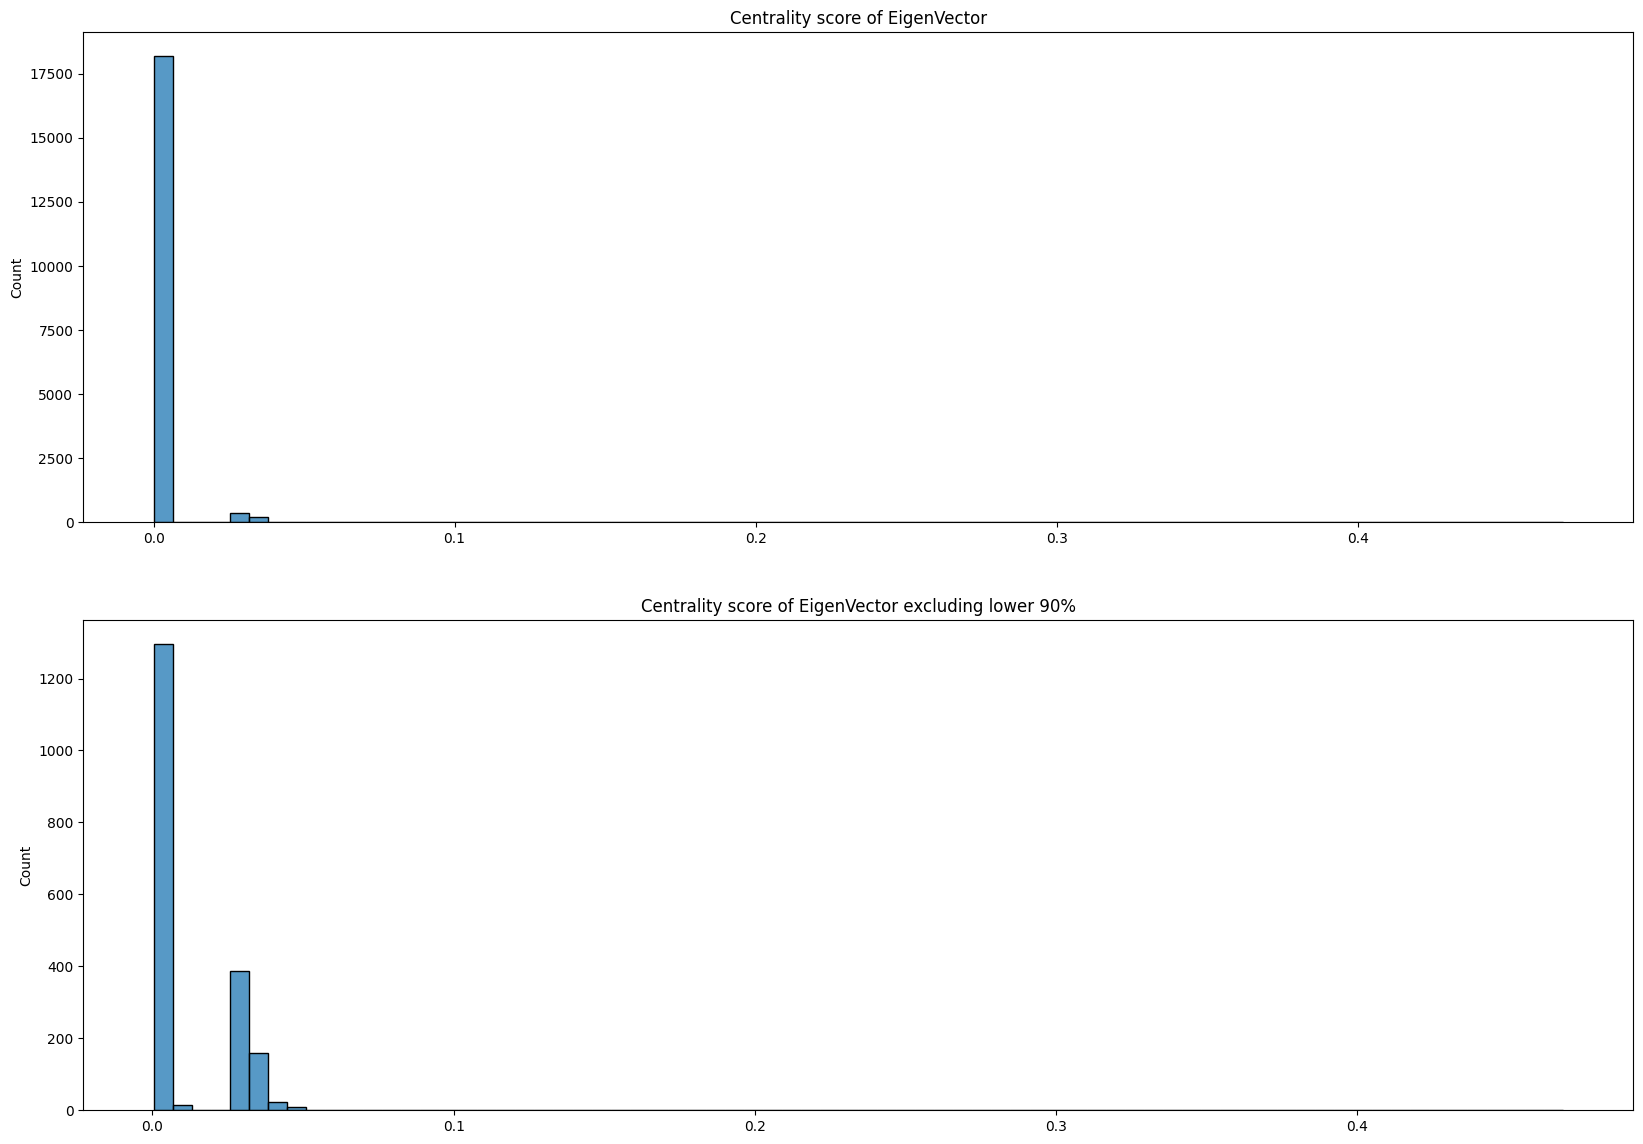 Centrality score of EigenVector
17500
15000
12500
10000
7500
5000
2500
0
Count
0.0 0.1 0.2 0.3 0.4
Centrality score of EigenVector excluding lower 90%
1200
1000
800
600
400
200
0
Count
0.0 0.1 0.2 0.3 0.4